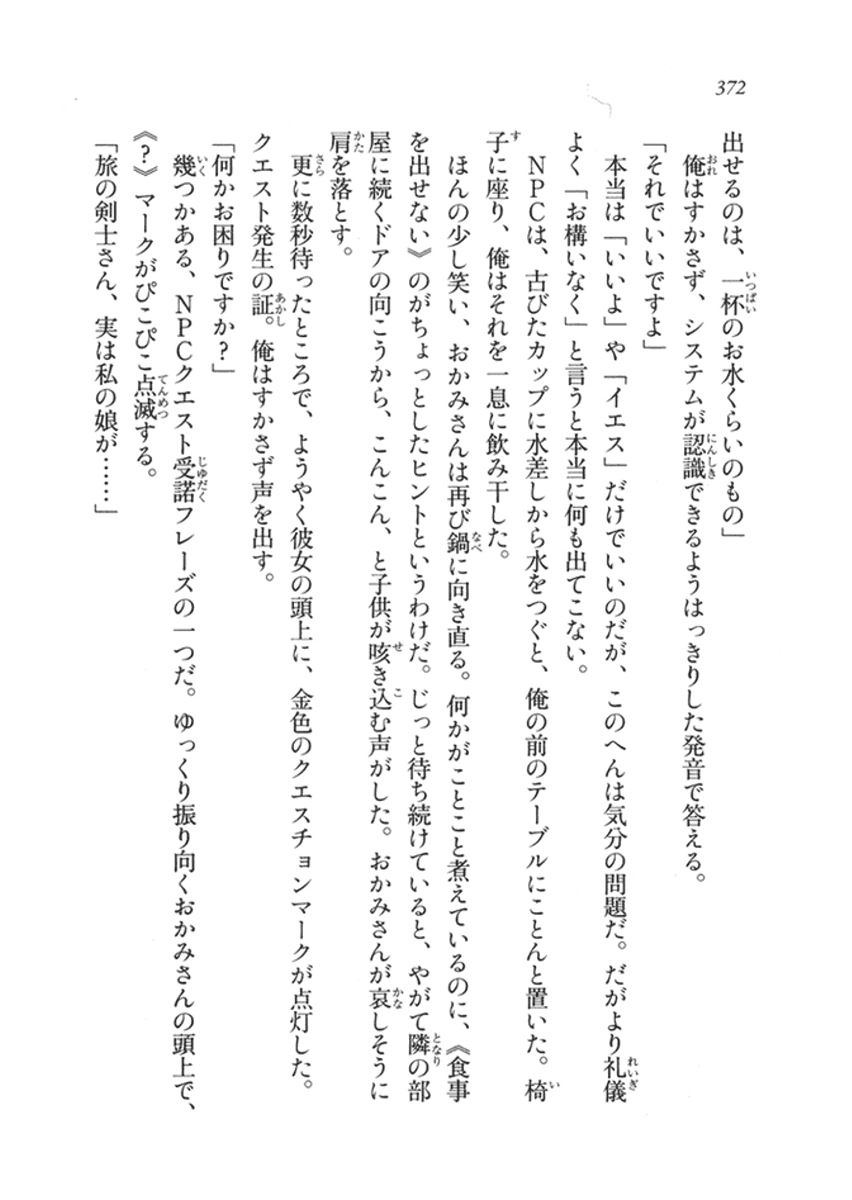 372
出せるのは、一杯のお水くらいのもの」
俺はすかさず、システムが認識できるようはっきりした発音で答える。
「それでいいですよ」
本当は「いいよ」や「イエス」だけでいいのだが、このへんは気分の問題だ。だがより礼儀
よく「お構いなく」と言うと本当に何も出てこない。
NPCは、古びたカップに水差しから水をつぐと、俺の前のテーブルにことんと置いた。椅
子に座り、俺はそれを一息に飲み干した。
ほんの少し笑い、おかみさんは再び鍋に向き直る。何かがことこと煮えているのに、《食事
を出せない》のがちょっとしたヒントというわけだ。じっと待ち続けていると、やがて隣の部
屋に続くドアの向こうから、こんこん、と子供が咳き込む声がした。おかみさんが哀しそうに
肩を落とす。
更に数秒待ったところで、ようやく彼女の頭上に、金色のクエスチョンマークが点灯した。
クエスト発生の証。俺はすかさず声を出す。
「何かお困りですか?」
幾つかある、NPCクエスト受諾フレーズの一つだ。ゆっくり振り向くおかみさんの頭上で、
《?》マークがぴこぴこ点滅する。
「旅の剣士さん、実は私の娘が……」